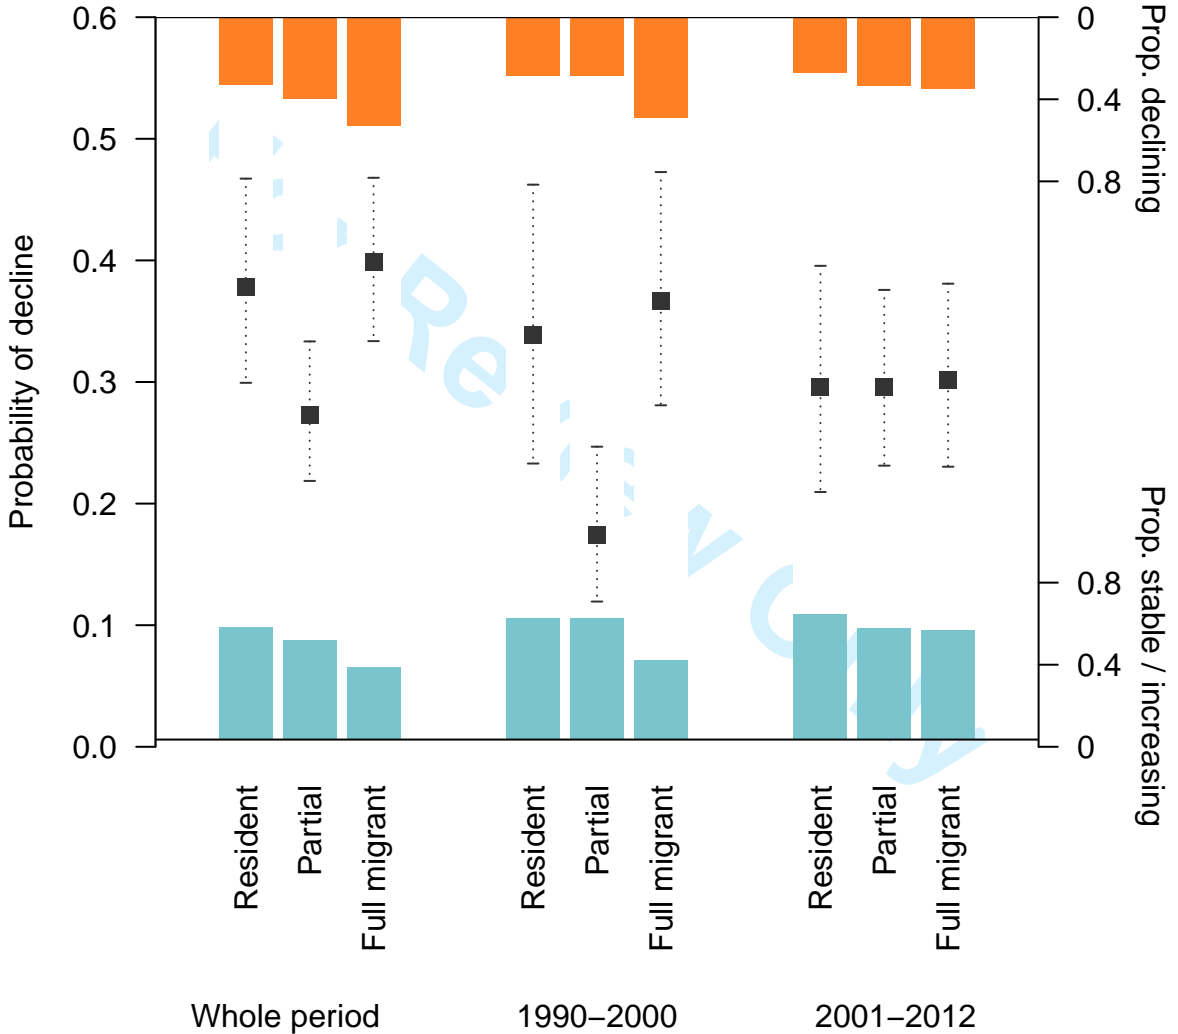 0.6
0.5
0.4
0.3
0.2
0.1
0.0
Probability of decline
0
0.4
0.8
Prop. declining
0.8
0.4
0
Prop. stable / increasing
Resident
Partial
Full migrant
Resident
Partial
Full migrant
Resident
Partial
Full migrant
Whole period
1990–2000
2001–2012